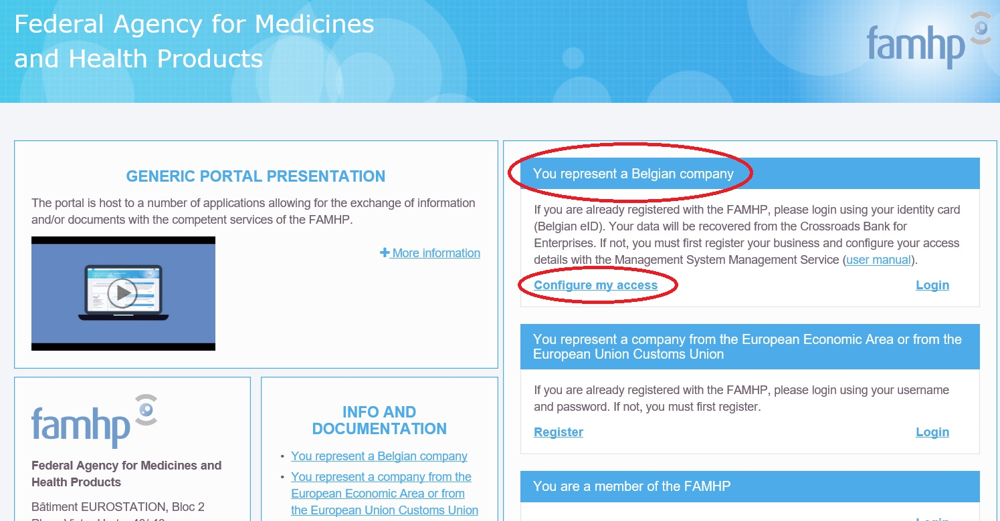 Federal Agency for Medicines
and Health Products
famhp
GENERIC PORTAL PRESENTATION
The portal is host to a number of applications allowing for the exchange of information
and/or documents with the competent services of the FAMHP.
More information
famhp
Federal Agency for Medicines and
Health Products
Bâtiment EUROSTATION, Bloc 2
INFO AND
DOCUMENTATION
• You represent a Belgian company
• You represent a company from the
European Economic Area or from
the European Union Customs Union
You represent a Belgian company
If you are already registered with the FAMHP, please login using your identity card
(Belgian eID). Your data will be recovered from the Crossroads Bank for
Enterprises. If not, you must first register your business and configure your access
details with the Management System Management Service (user manual).
Configure my access
Login
You represent a company from the European Economic Area or from the
European Union Customs Union
If you are already registered with the FAMHP, please login using your username
and password. If not, you must first register.
Register
Login
You are a member of the FAMHP
Login